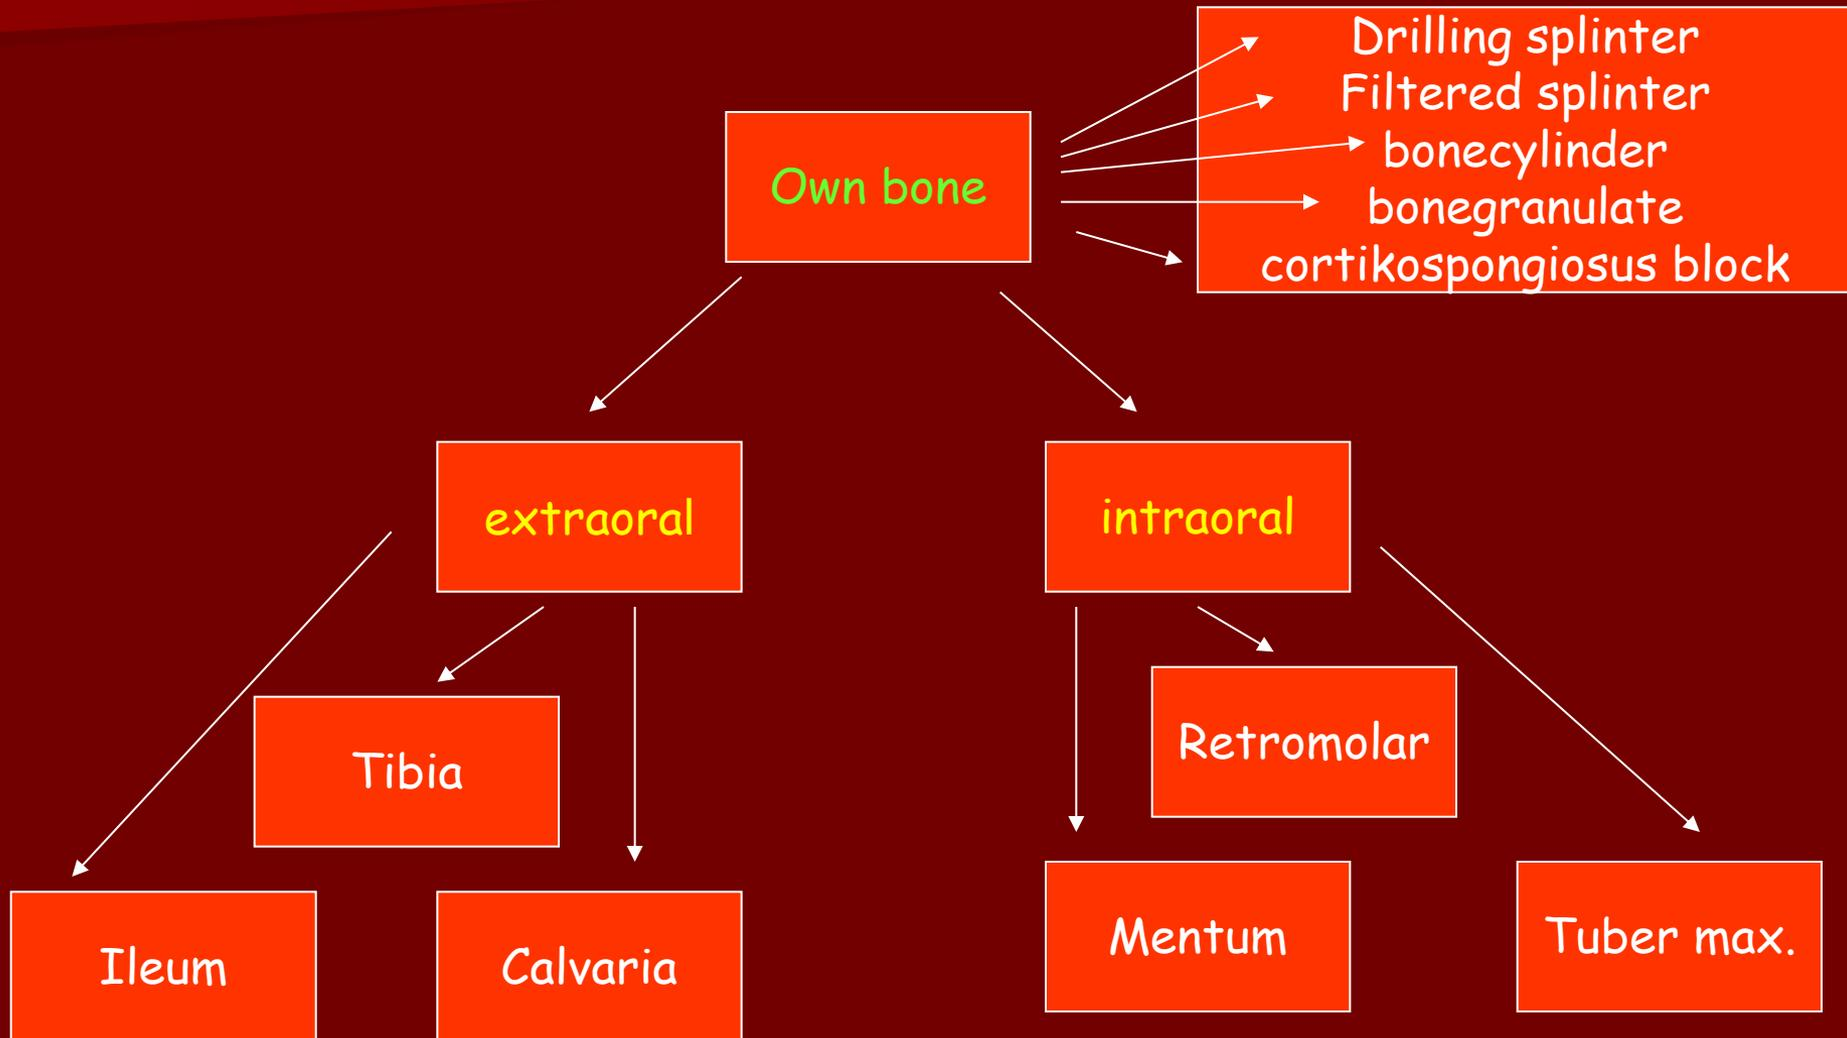 Drilling splinter
Filtered splinter
bonecylinder
bonegranulate
cortikospongiosus block
Own bone
extraoral
intraoral
Tibia
Retromolar
Ileum
Calvaria
Mentum
Tuber max.